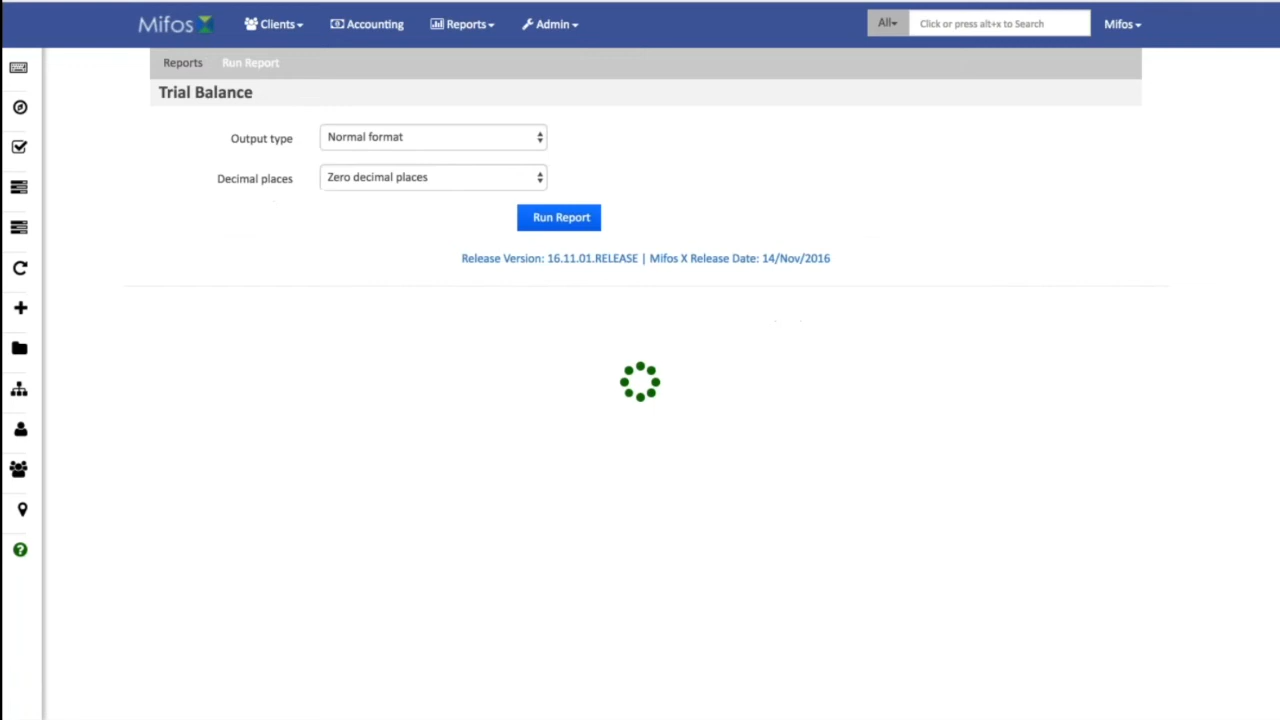 Mifos Clients Accounting Reports Admin All Click or press alt+x to Search Mifos
Reports Run Report
Trial Balance
Output type Normal format
Decimal places Zero decimal places
Run Report
Release Version: 16.11.01.RELEASE | Mifos X Release Date: 14/Nov/2016
?